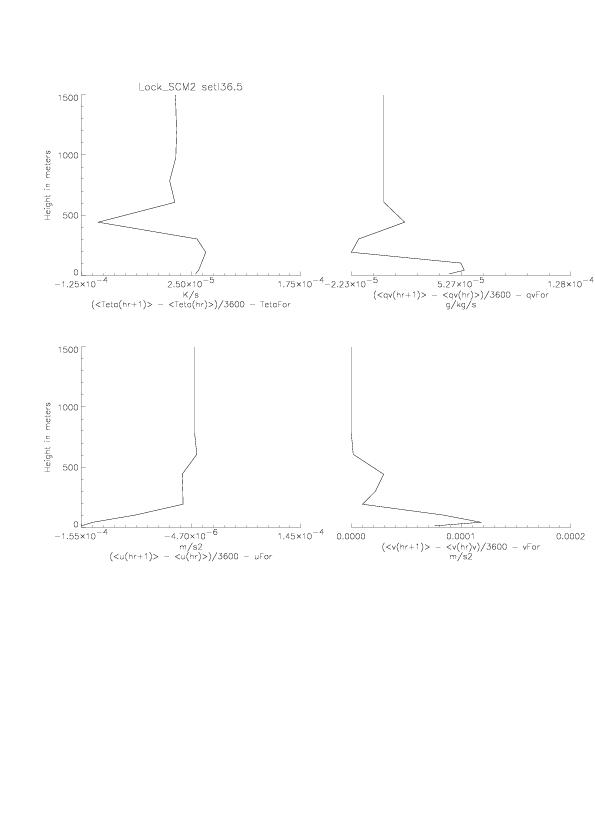 Lock_SCM2 setI36.5
1500
1000
500
0
Height in meters
−1.25×10−4 2.50×10−5 1.75×10−4
K/s
(<Teta(hr+1)> − <Teta(hr)>)/3600 − TetaFor
−2.23×10−5 5.27×10−5 1.28×10−4
(<qv(hr+1)> − <qv(hr)>)/3600 − qvFor
g/kg/s
1500
1000
500
0
Height in meters
−1.55×10−4 −4.70×10−6 1.45×10−4
m/s2
(<u(hr+1)> − <u(hr)>)/3600 − uFor
0.0000 0.0001 0.0002
(<v(hr+1)> − <v(hr)v)/3600 − vFor
m/s2